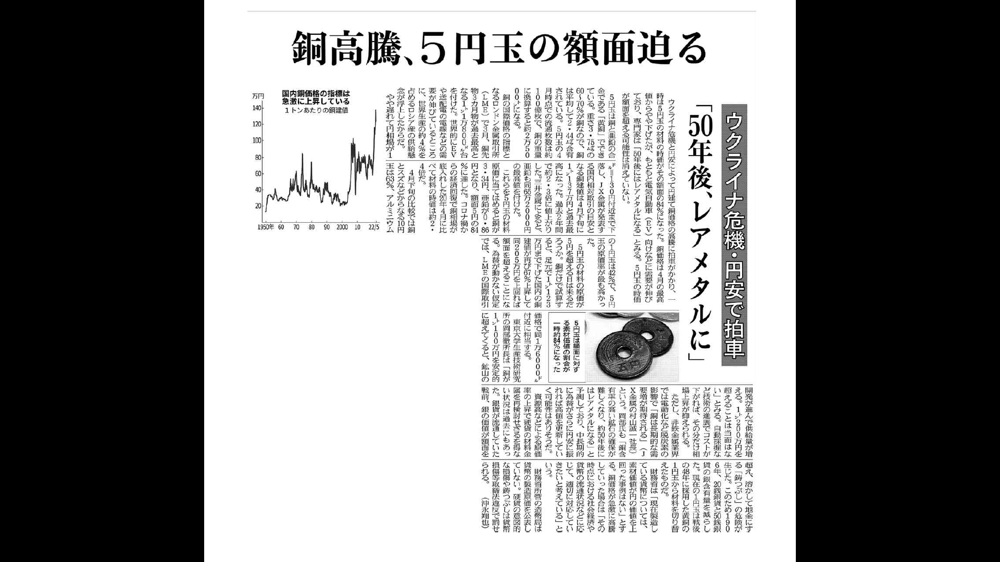 銅高騰、5円玉の額面迫る
ウクライナ危機・円安で拍車
「50年後、レアメタルに」
ウクライナ危機と円安によって円建て銅価格の高騰に拍車がかかり、一
時は5円玉の材料の時価がその額面の84%になった。銅価格は4月の最高
値からやや下げたが、もともと電気自動車(EV)向けなどに需要が伸び
ており、専門家は「50年後にはレアメタルになる」とみる。5円玉の時価
が額面を超える可能性は消えていない。
5円玉は銅と亜鉛の合
金である「黄銅」ででき
ている。重さ3・75㌘の
60〜70%が銅なので、銅
は平均して2・44㌘含有
されている。5円玉の4
月時点での流通枚数は約
100億枚で、銅の重量
に換算すると約2万50
00㌧になる。
銅の国際価格の指標と
なるロンドン金属取引所
(LME)で3月、銅先
物3カ月物が過去最高と
なる1㌧1万800㌦台
を付けた。世界的にEV
や送配電の電線などの需
要が伸びているところ
に、世界生産の約4%を
占めるロシア産の供給懸
念が浮上したからだ。
やや遅れて円相場が1
㌦=130円付近まで下
落し、JX金属が発表す
る国内相対取引の目安と
なる銅建値は4月下旬に
1㌧137万円と過去最
高になった。過去2年間
で約2・3倍に値上がり
した。三井金属によると、
亜鉛も同65万2000円
の最高値を付けた。
これらを5円玉の材料
原価に当てはめると銅が
3・34円、亜鉛が0・86
円となり、額面5円の84
%に達した。コロナ禍か
らの経済回復で銅相場が
底入れした20年4月に比
べて材料の時価は約2・
4倍だ。
4月下旬の比較では銅
とスズなどからなる10円
玉は63%、アルミニウム
の1円玉は42%で、5円
玉の原価率が最も高かっ
た。
5円玉の材料の原価が
5円を超える日は来るだ
ろうか。銅だけで試算す
ると、足元で1㌧123
万円まで下げた国内の銅
建値が再び67%上昇して
同205万円を上回れば
額面を超えることにな
る。為替が動かない仮定
では、LMEの国際取引
価格で同1万6000㌦
付近に相当する。
東京大学生産技術研究
所の岡部徹所長は「銅が
1㌧100万円を安定的
に超えてくると、鉱山の
開発が進んで供給量が増
える。1㌧200万円を
超えることは当面はな
い」とみる。自動採掘な
ど技術の進展でコストが
下がれば、その分だけ相
場上昇が抑えられる。
ただし、非鉄金属業界
では電動化など脱炭素の
影響で「銅は長期的な需
要増が期待される」(J
X金属の村山誠一社長)
という。岡部氏も「銅含
有率の高い鉱石の確保が
難しくなり、約50年後に
はレアメタルになる」と
予測しており、中長期的
に為替がさらに円安に振
れれば高値を更新してい
く可能性はありそうだ。
資源高などによる原価
率の上昇で硬貨の材料金
属を再検討せざるを得な
い状況は過去にもあっ
た。銀貨が流通していた
戦前、銀の価値が額面を
超え、溶かして地金にす
る「鋳つぶし」の危険が
生じた。このため190
6年、20銭銀貨と50銭銀
貨の銀含有量を減らし
た。現在の1円玉は戦後
の48年に採用した黄銅の
1円玉から材料を切り替
えたものだ。
財務省は「現在製造し
ている貨幣については、
素材価値が円の価値を上
回った事例はない」とす
る。銅価格が急激に高騰
していった場合は「その
時点における社会経済や
貨幣の流通状況などに応
じて、適切に対応してい
きたいと考えている」と
いう。
財務省所管の造幣局は
貨幣の製造原価を公表し
ていない。硬貨の意図的
な損傷や鋳つぶしは貨幣
損傷等取締法違反で罰せ
られる。 (沖永翔也)
5円玉は額面に対す
る素材価値の割合が
一時約84%になった
五円
国内銅価格の指標は
急激に上昇している
1トンあたりの銅建値
万円
140
120
100
80
60
40
20
1950年 60 70 80 90 2000 10 22/5